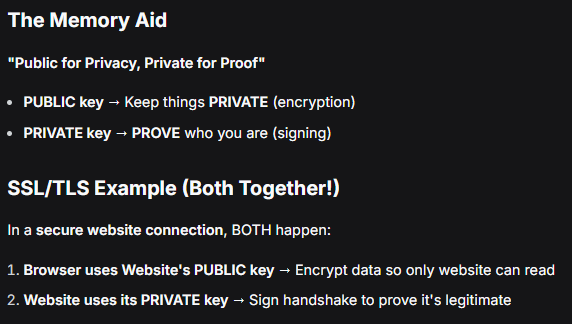 The Memory Aid
"Public for Privacy, Private for Proof"
• PUBLIC key → Keep things PRIVATE (encryption)
• PRIVATE key → PROVE who you are (signing)
SSL/TLS Example (Both Together!)
In a secure website connection, BOTH happen:
1. Browser uses Website's PUBLIC key → Encrypt data so only website can read
2. Website uses its PRIVATE key → Sign handshake to prove it's legitimate